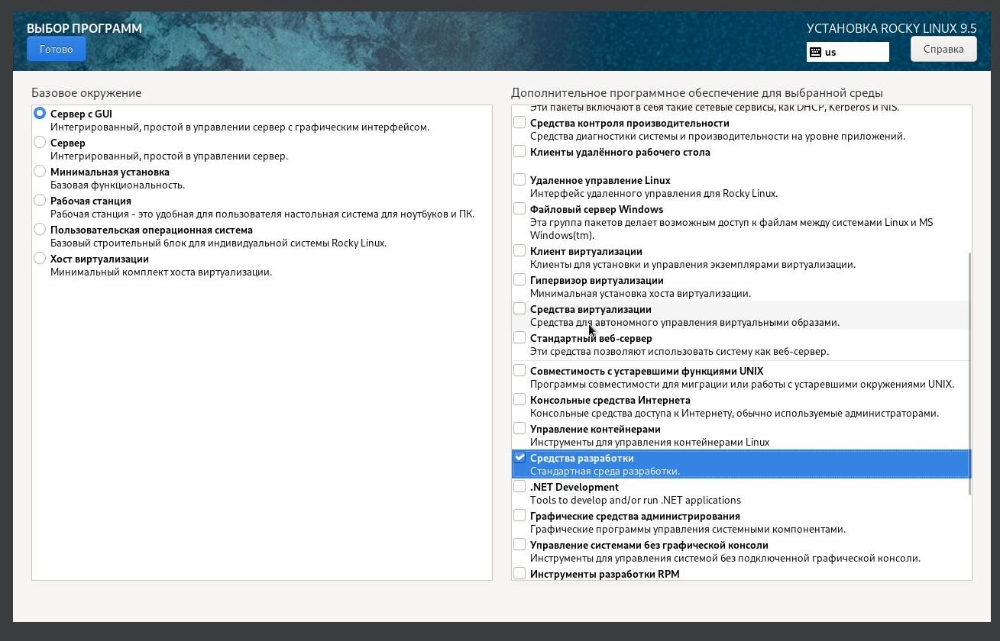 ВЫБОР ПРОГРАММ
Готово
УСТАНОВКА ROCKY LINUX 9.5
us
Справка
Базовое окружение
Сервер с GUI
Интегрированный, простой в управлении сервер с графическим интерфейсом.
Сервер
Интегрированный, простой в управлении сервер.
Минимальная установка
Базовая функциональность.
Рабочая станция
Рабочая станция - это удобная для пользователя настольная система для ноутбуков и ПК.
Пользовательская операционная система
Базовый строительный блок для индивидуальной системы Rocky Linux.
Хост виртуализации
Минимальный комплект хоста виртуализации.
Дополнительное программное обеспечение для выбранной среды
Эти пакеты включают в себя такие сетевые сервисы, как DHCP, Kerberos и NIS.
Средства контроля производительности
Средства диагностики системы и производительности на уровне приложений.
Клиенты удалённого рабочего стола
Удаленное управление Linux
Интерфейс удаленного управления для Rocky Linux.
Файловый сервер Windows
Эта группа пакетов делает возможным доступ к файлам между системами Linux и MS
Windows(tm).
Клиент виртуализации
Клиенты для установки и управления экземплярами виртуализации.
Гипервизор виртуализации
Минимальная установка хоста виртуализации.
Средства виртуализации
Средства для автономного управления виртуальными образами.
Стандартный веб-сервер
Эти средства позволяют использовать систему как веб-сервер.
Совместимость с устаревшими функциями UNIX
Программы совместимости для миграции или работы с устаревшими окружениями UNIX.
Консольные средства Интернета
Консольные средства доступа к Интернету, обычно используемые администраторами.
Управление контейнерами
Инструменты для управления контейнерами Linux
Средства разработки
Стандартная среда разработки.
.NET Development
Tools to develop and/or run .NET applications
Графические средства администрирования
Графические программы управления системными компонентами.
Управление системами без графической консоли
Инструменты для управления системой без подключенной графической консоли.
Инструменты разработки RPM